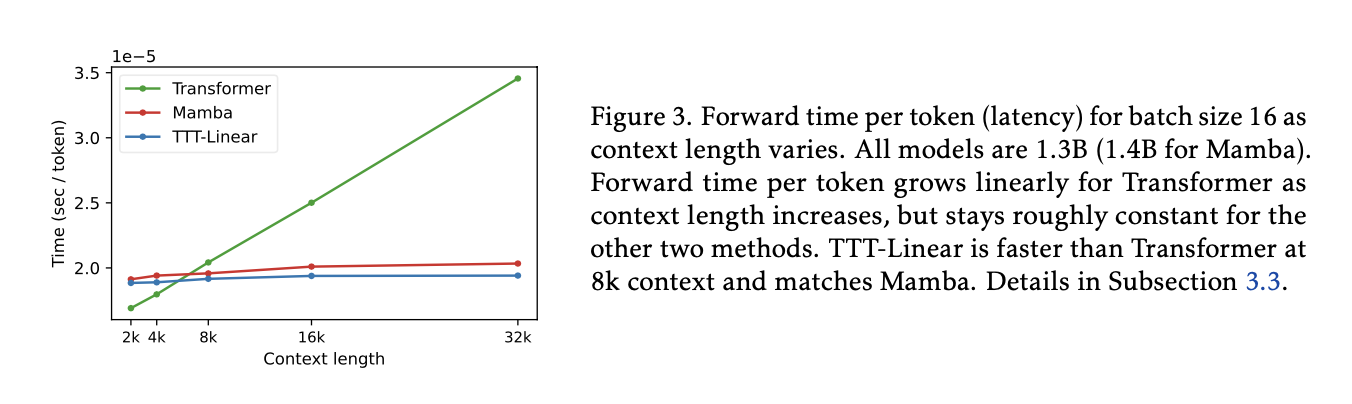 1e−5
3.5
3.0
2.5
2.0
Time (sec / token)
Transformer
Mamba
TTT-Linear
2k 4k 8k 16k 32k
Context length
Figure 3. Forward time per token (latency) for batch size 16 as
context length varies. All models are 1.3B (1.4B for Mamba).
Forward time per token grows linearly for Transformer as
context length increases, but stays roughly constant for the
other two methods. TTT-Linear is faster than Transformer at
8k context and matches Mamba. Details in Subsection 3.3.